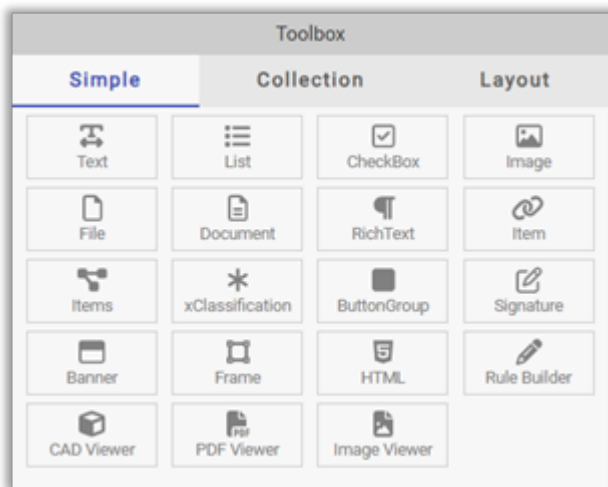 Toolbox
Simple Collection Layout
Text List CheckBox Image
File Document RichText Item
Items xClassification ButtonGroup Signature
Banner Frame HTML Rule Builder
PDF
CAD Viewer PDF Viewer Image Viewer